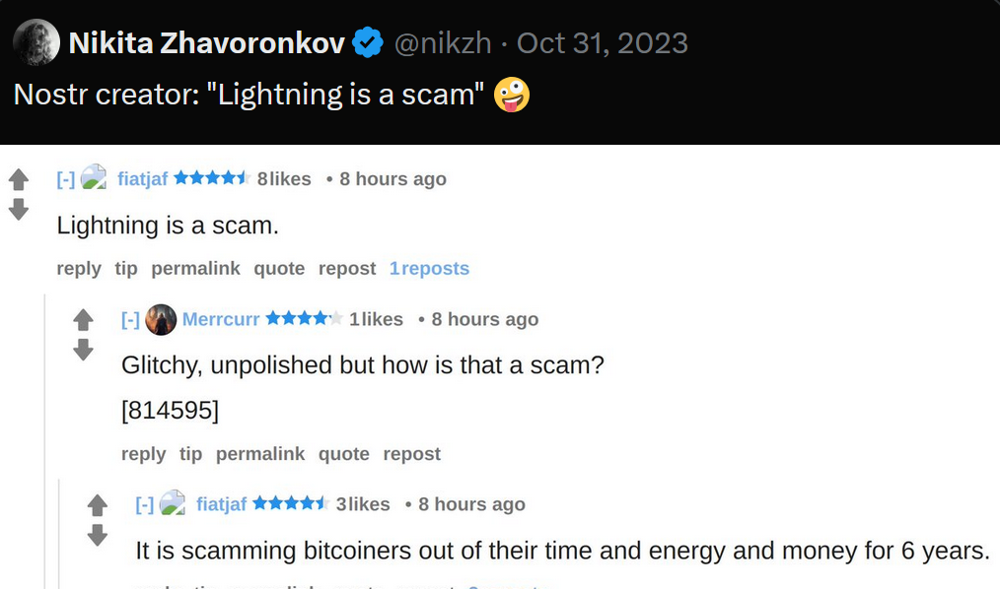 Nikita Zhavoronkov @nikzh · Oct 31, 2023
Nostr creator: "Lightning is a scam" 🤪
[-] fiatjaf 8likes • 8 hours ago
Lightning is a scam.
reply tip permalink quote repost 1reposts
[-] Merrcurr 1likes • 8 hours ago
Glitchy, unpolished but how is that a scam?
[814595]
reply tip permalink quote repost
[-] fiatjaf 3likes • 8 hours ago
It is scamming bitcoiners out of their time and energy and money for 6 years.